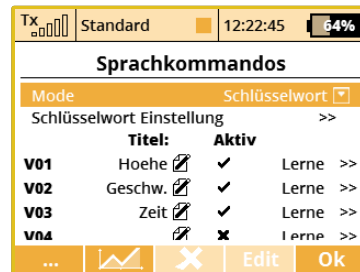 Tx Standard 12:22:45 64%
Sprachkommandos
Mode Schlüsselwort
Schlüsselwort Einstellung >>
Titel: Aktiv
V01 Hoehe Lerne >>
V02 Geschw. Lerne >>
V03 Zeit Lerne >>
V04 Lerne >>
... Edit Ok